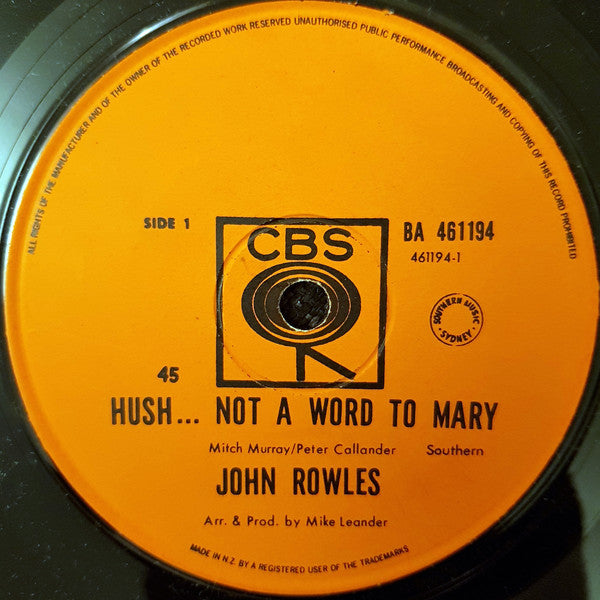 ALL RIGHTS OF THE MANUFACTURER AND OF THE OWNER OF THE RECORDED WORK RESERVED UNAUTHORISED PUBLIC PERFORMANCE BROADCASTING AND COPYING OF THIS RECORD PROHIBITED
SIDE 1
CBS
BA 461194
461194-1
SOUTHERN MUSIC
• SYDNEY •
45
HUSH... NOT A WORD TO MARY
Mitch Murray/Peter Callander Southern
JOHN ROWLES
Arr. & Prod. by Mike Leander
MADE IN N.Z. BY A REGISTERED USER OF THE TRADEMARKS